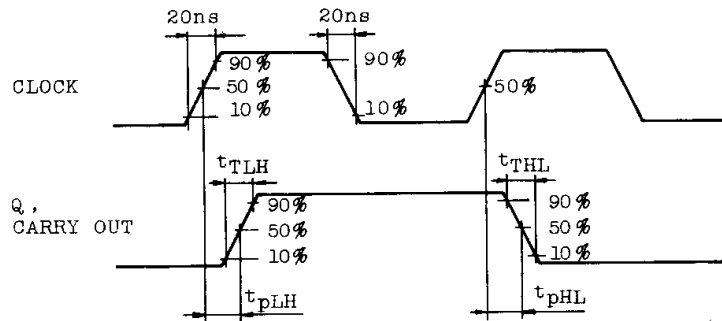 20ns 20ns
90% 90%
CLOCK 50% 50%
10% 10%
tTLH tTHL
Q,
CARRY OUT
90% 90%
50% 50%
10% 10%
tpLH tpHL